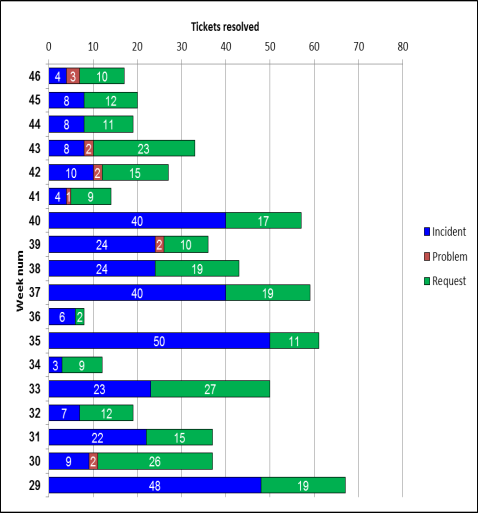 Tickets resolved
0 10 20 30 40 50 60 70 80
46 4 3 10
45 8 12
44 8 11
43 8 2 23
42 10 2 15
41 4 1 9
40 40 17
39 24 2 10
38 24 19
37 40 19
36 6 2
35 50 11
34 3 9
33 23 27
32 7 12
31 22 15
30 9 2 26
29 48 19
Week num
Incident
Problem
Request